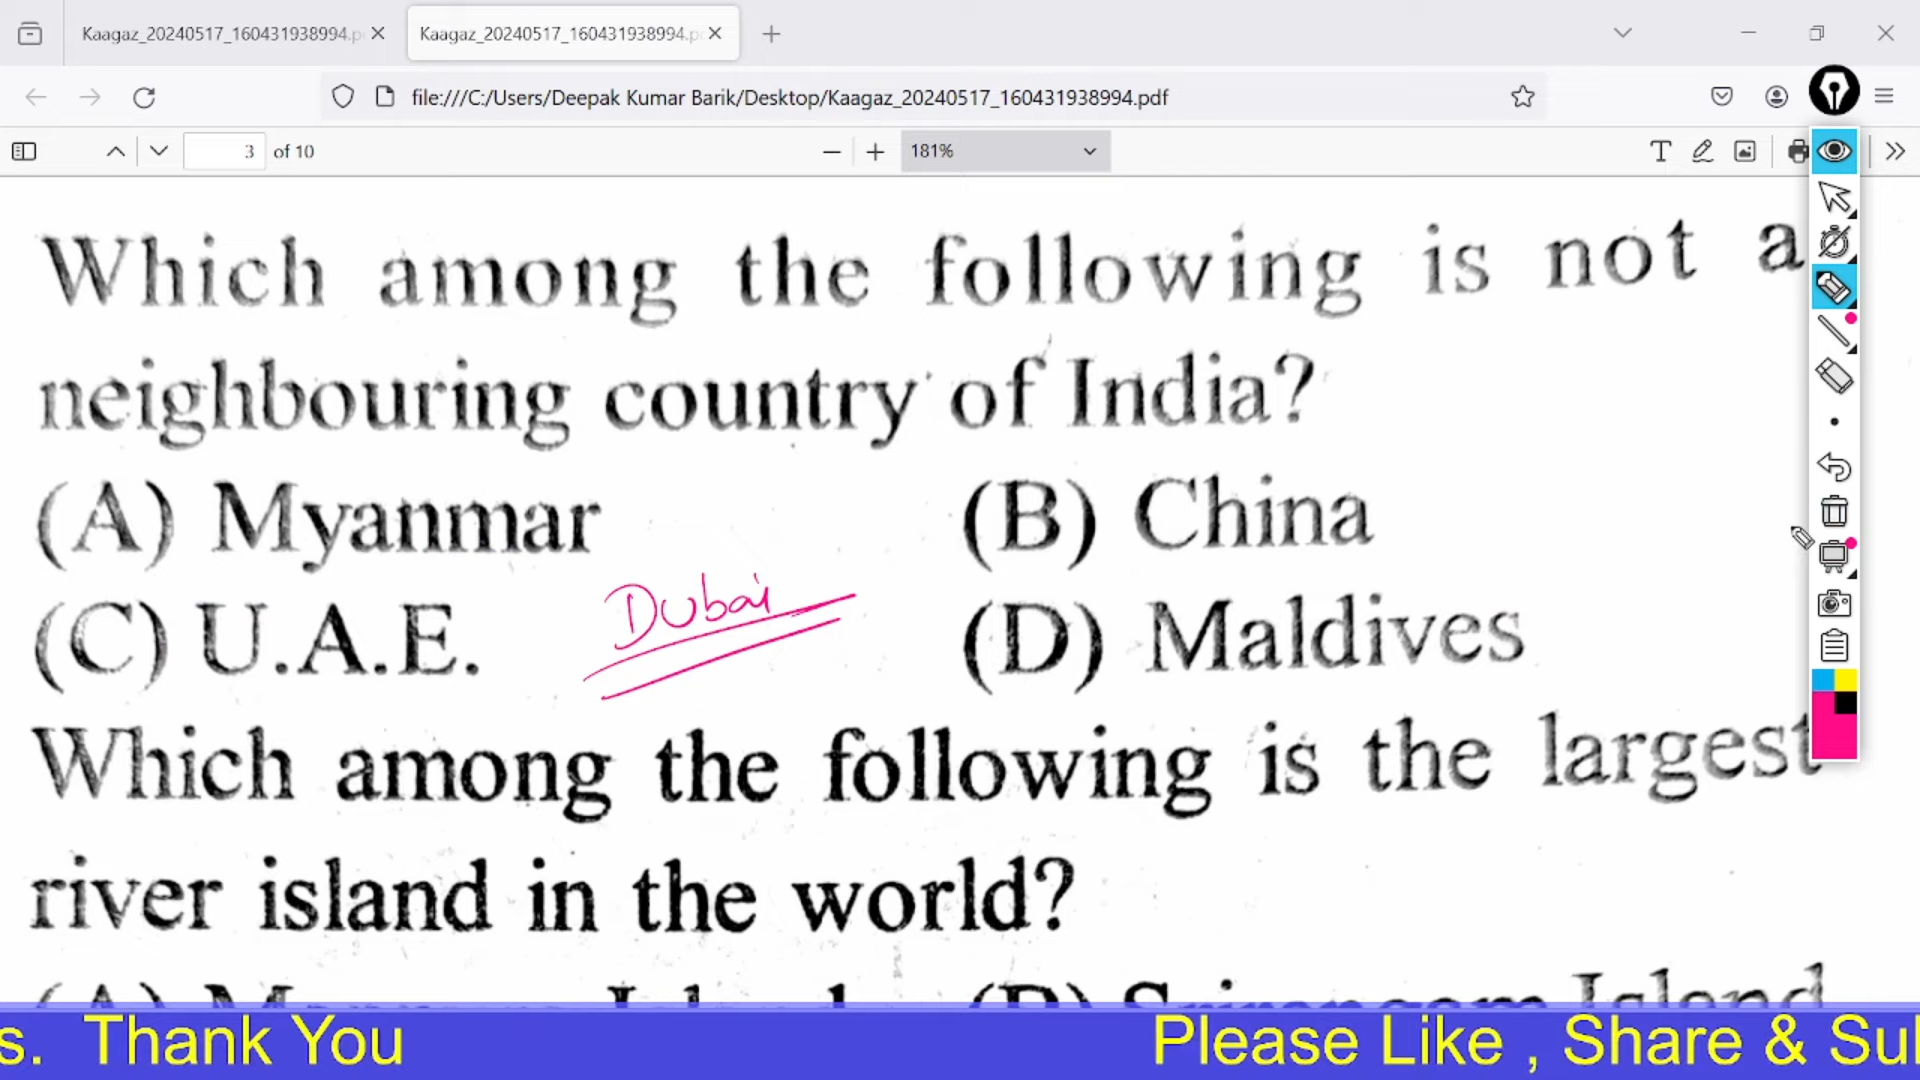 Kaagaz_20240517_160431938994.p
Kaagaz_20240517_160431938994.p
file:///C:/Users/Deepak Kumar Barik/Desktop/Kaagaz_20240517_160431938994.pdf
3 of 10
181%
Which among the following is not a
neighbouring country of India?
(A) Myanmar (B) China
(C) U.A.E. Dubai (D) Maldives
Which among the following is the largest
river island in the world?
(A) (B) Srirangam Island
s. Thank You Please Like , Share & Su